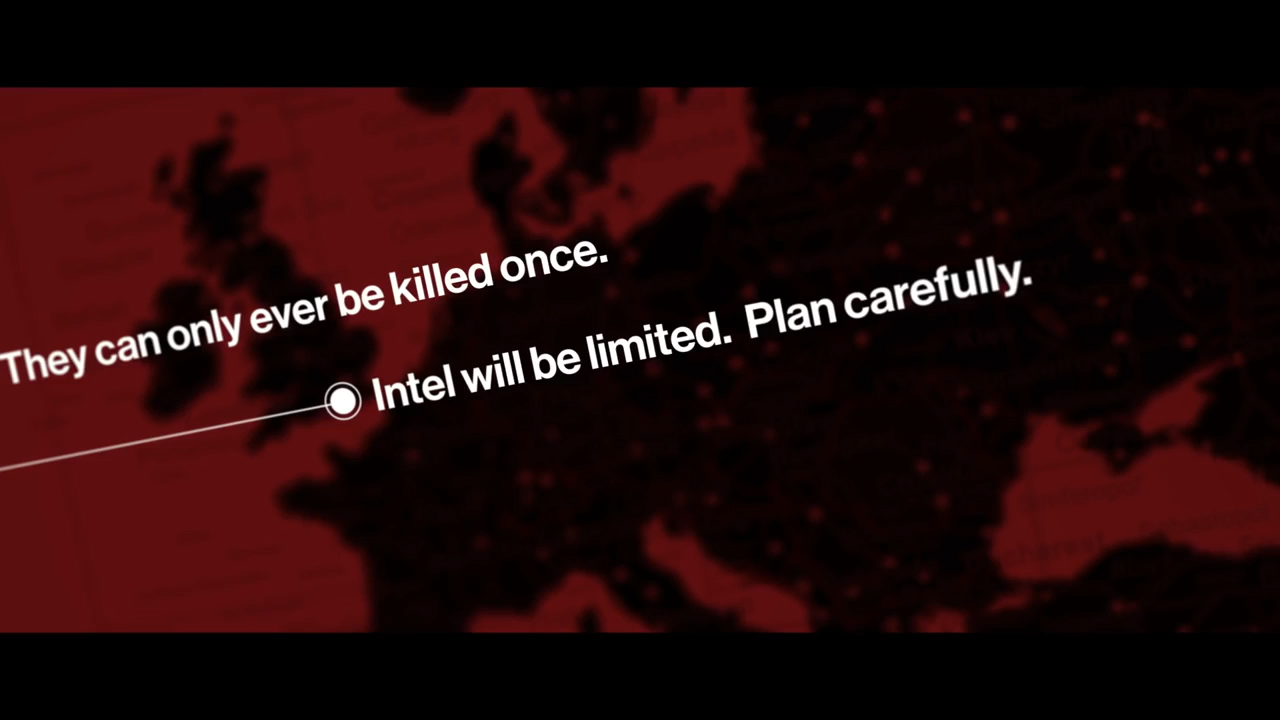 They can only ever be killed once.
Intel will be limited. Plan carefully.